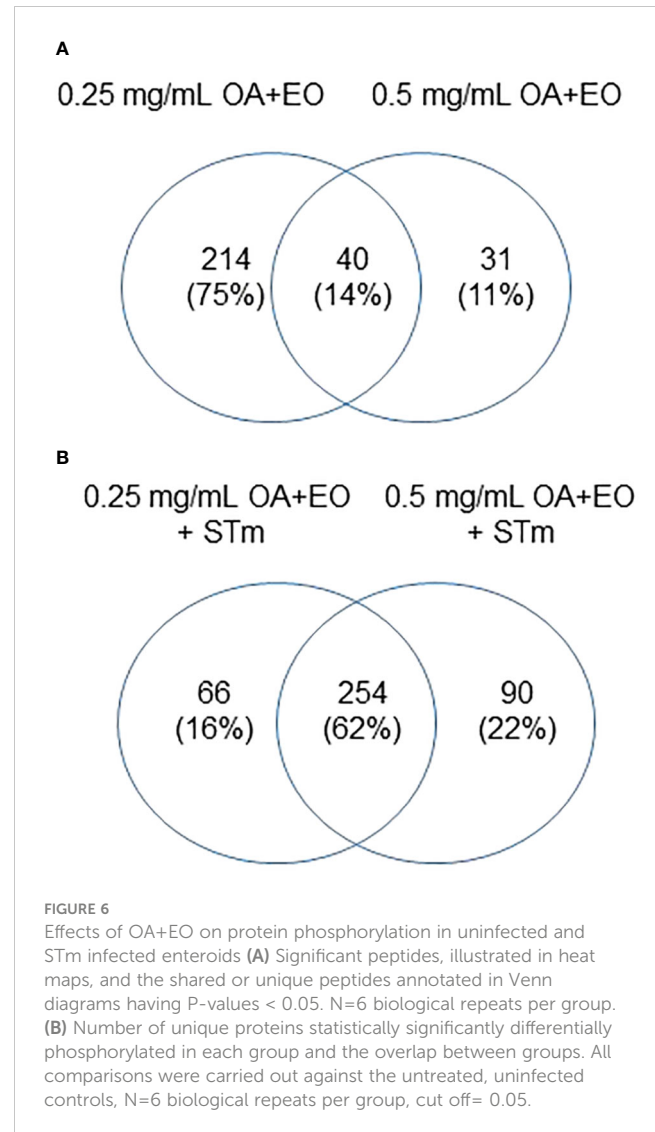 A
0.25 mg/mL OA+EO 0.5 mg/mL OA+EO
214 40 31
(75%) (14%) (11%)
B
0.25 mg/mL OA+EO 0.5 mg/mL OA+EO
+ STm + STm
66 254 90
(16%) (62%) (22%)
FIGURE 6
Effects of OA+EO on protein phosphorylation in uninfected and
STm infected enteroids (A) Significant peptides, illustrated in heat
maps, and the shared or unique peptides annotated in Venn
diagrams having P-values < 0.05. N=6 biological repeats per group.
(B) Number of unique proteins statistically significantly differentially
phosphorylated in each group and the overlap between groups. All
comparisons were carried out against the untreated, uninfected
controls, N=6 biological repeats per group, cut off= 0.05.